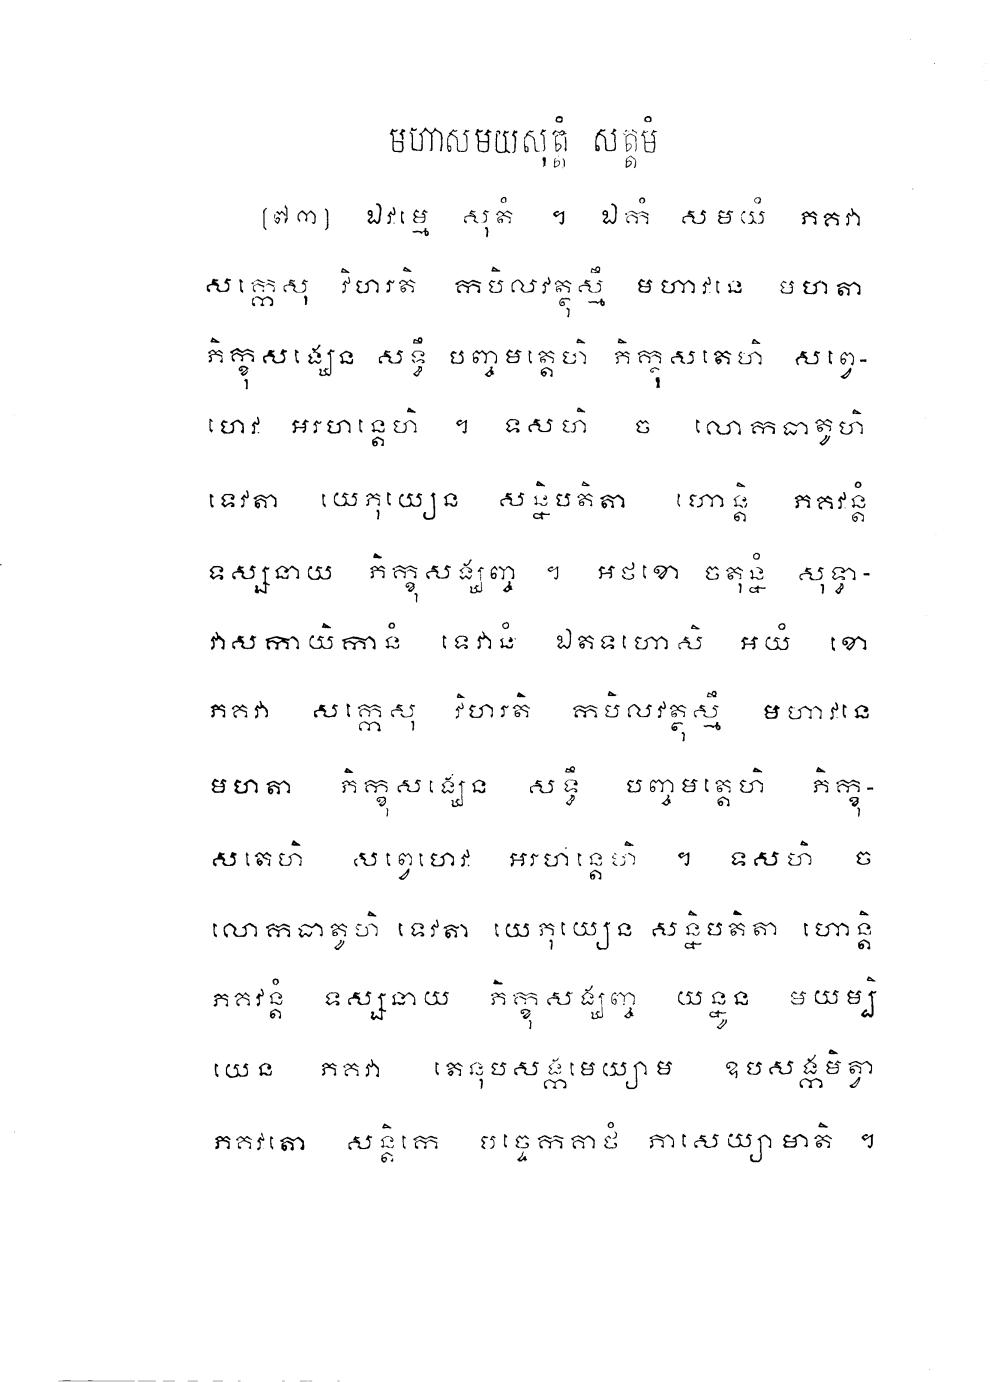 មហាសមយសុត្តំ សត្តមំ
(៧៣) ឯវម្មេ សុតំ ។ ឯកំ សមយំ ភគវា
សក្កេសុ វិហរតិ កបិលវត្ថុស្មឹ មហាវនេ មហតា
ភិក្ខុសង្ឃេន សទ្ធឹ បញ្ចមត្តេហិ ភិក្ខុសតេហិ សព្វេ-
ហេវ អរហន្តេហិ ។ ទសហិ ច លោកធាតូហិ
ទេវតា យេភុយ្យេន សន្និបតិតា ហោន្តិ ភគវន្តំ
ទស្សនាយ ភិក្ខុសង្ឃញ្ច ។ អថខោ ចតុន្នំ សុទ្ធា-
វាសកាយិកានំ ទេវានំ ឯតទហោសិ អយំ ខោ
ភគវា សក្កេសុ វិហរតិ កបិលវត្ថុស្មឹ មហាវនេ
មហតា ភិក្ខុសង្ឃេន សទ្ធឹ បញ្ចមត្តេហិ ភិក្ខុ-
សតេហិ សព្វេហេវ អរហន្តេហិ ។ ទសហិ ច
លោកធាតូហិ ទេវតា យេភុយ្យេន សន្និបតិតា ហោន្តិ
ភគវន្តំ ទស្សនាយ ភិក្ខុសង្ឃញ្ច យន្នូន មយម្បិ
យេន ភគវា តេនុបសង្កមេយ្យាម ឧបសង្កមិត្វា
ភគវតោ សន្តិកេ បច្ចេកគាថំ ភាសេយ្យាមាតិ ។